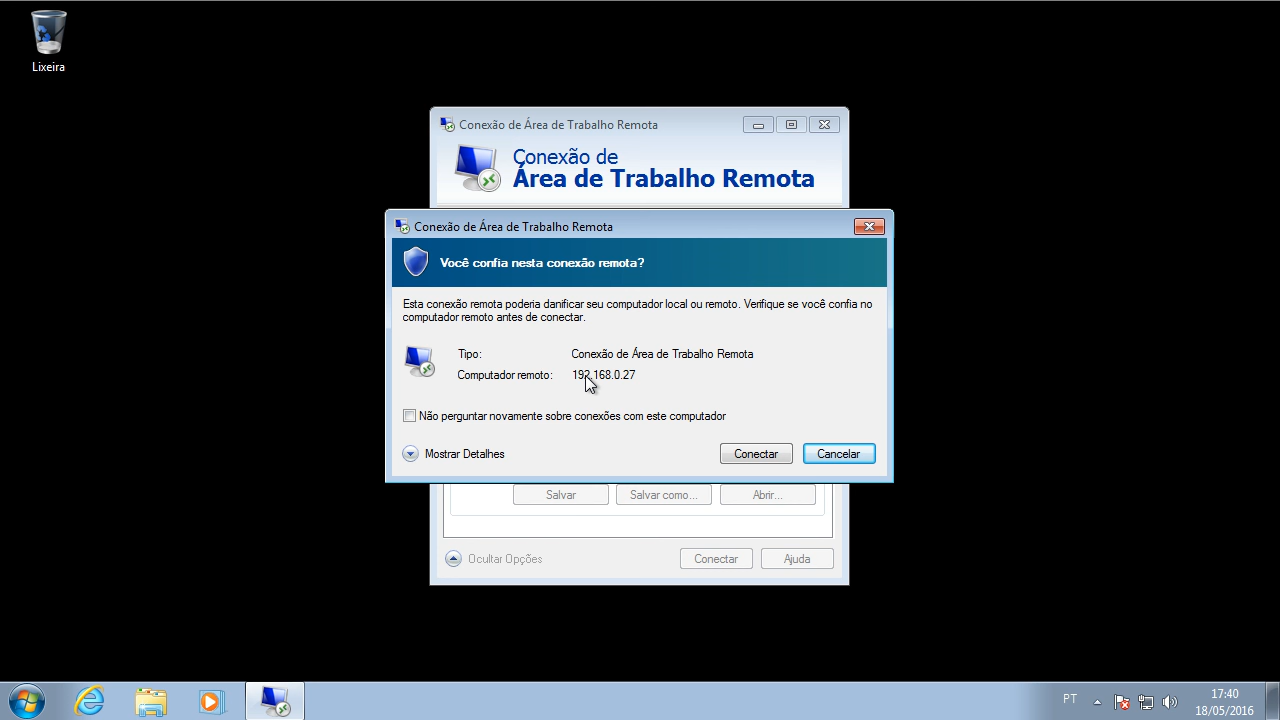 Lixeira
Conexão de Área de Trabalho Remota
Conexão de
Área de Trabalho Remota
Conexão de Área de Trabalho Remota
Você confia nesta conexão remota?
Esta conexão remota poderia danificar seu computador local ou remoto. Verifique se você confia no
computador remoto antes de conectar.
Tipo: Conexão de Área de Trabalho Remota
Computador remoto: 192.168.0.27
Não perguntar novamente sobre conexões com este computador
Mostrar Detalhes Conectar Cancelar
Salvar Salvar como... Abrir...
Ocultar Opções Conectar Ajuda
PT 17:40
18/05/2016